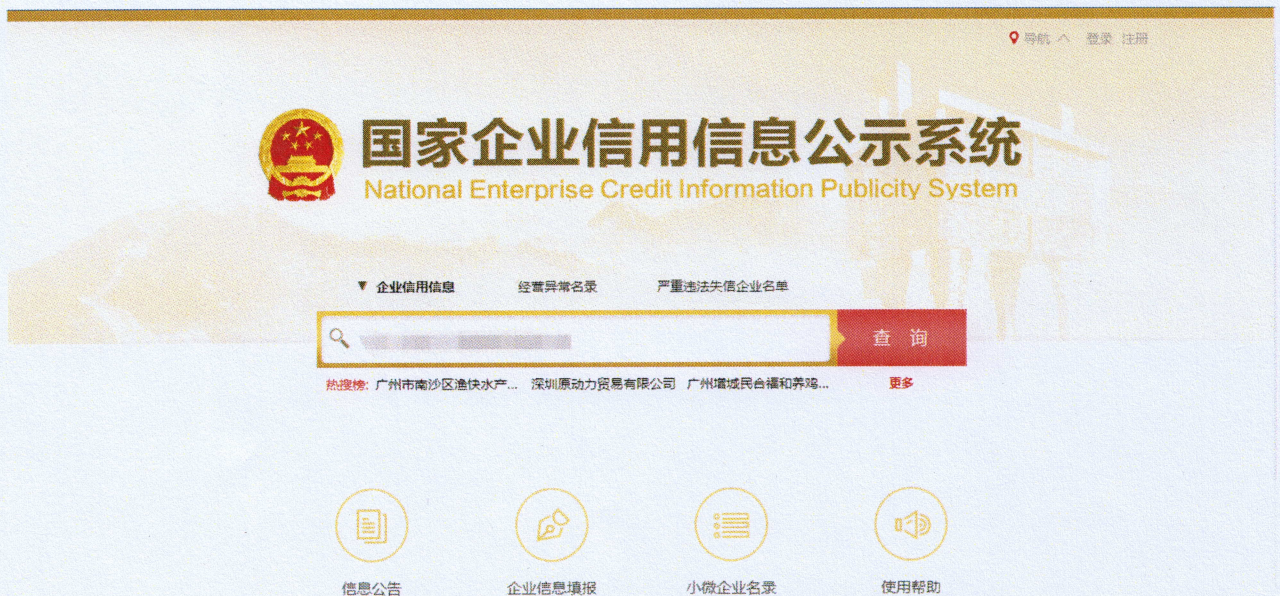 导航 登录 注册
国家企业信用信息公示系统
National Enterprise Credit Information Publicity System
企业信用信息 经营异常名录 严重违法失信企业名单
查 询
热搜榜: 广州市南沙区渔快水产... 深圳原动力贸易有限公司 广州增城民合禧和养鸡... 更多
信息公告 企业信息填报 小微企业名录 使用帮助